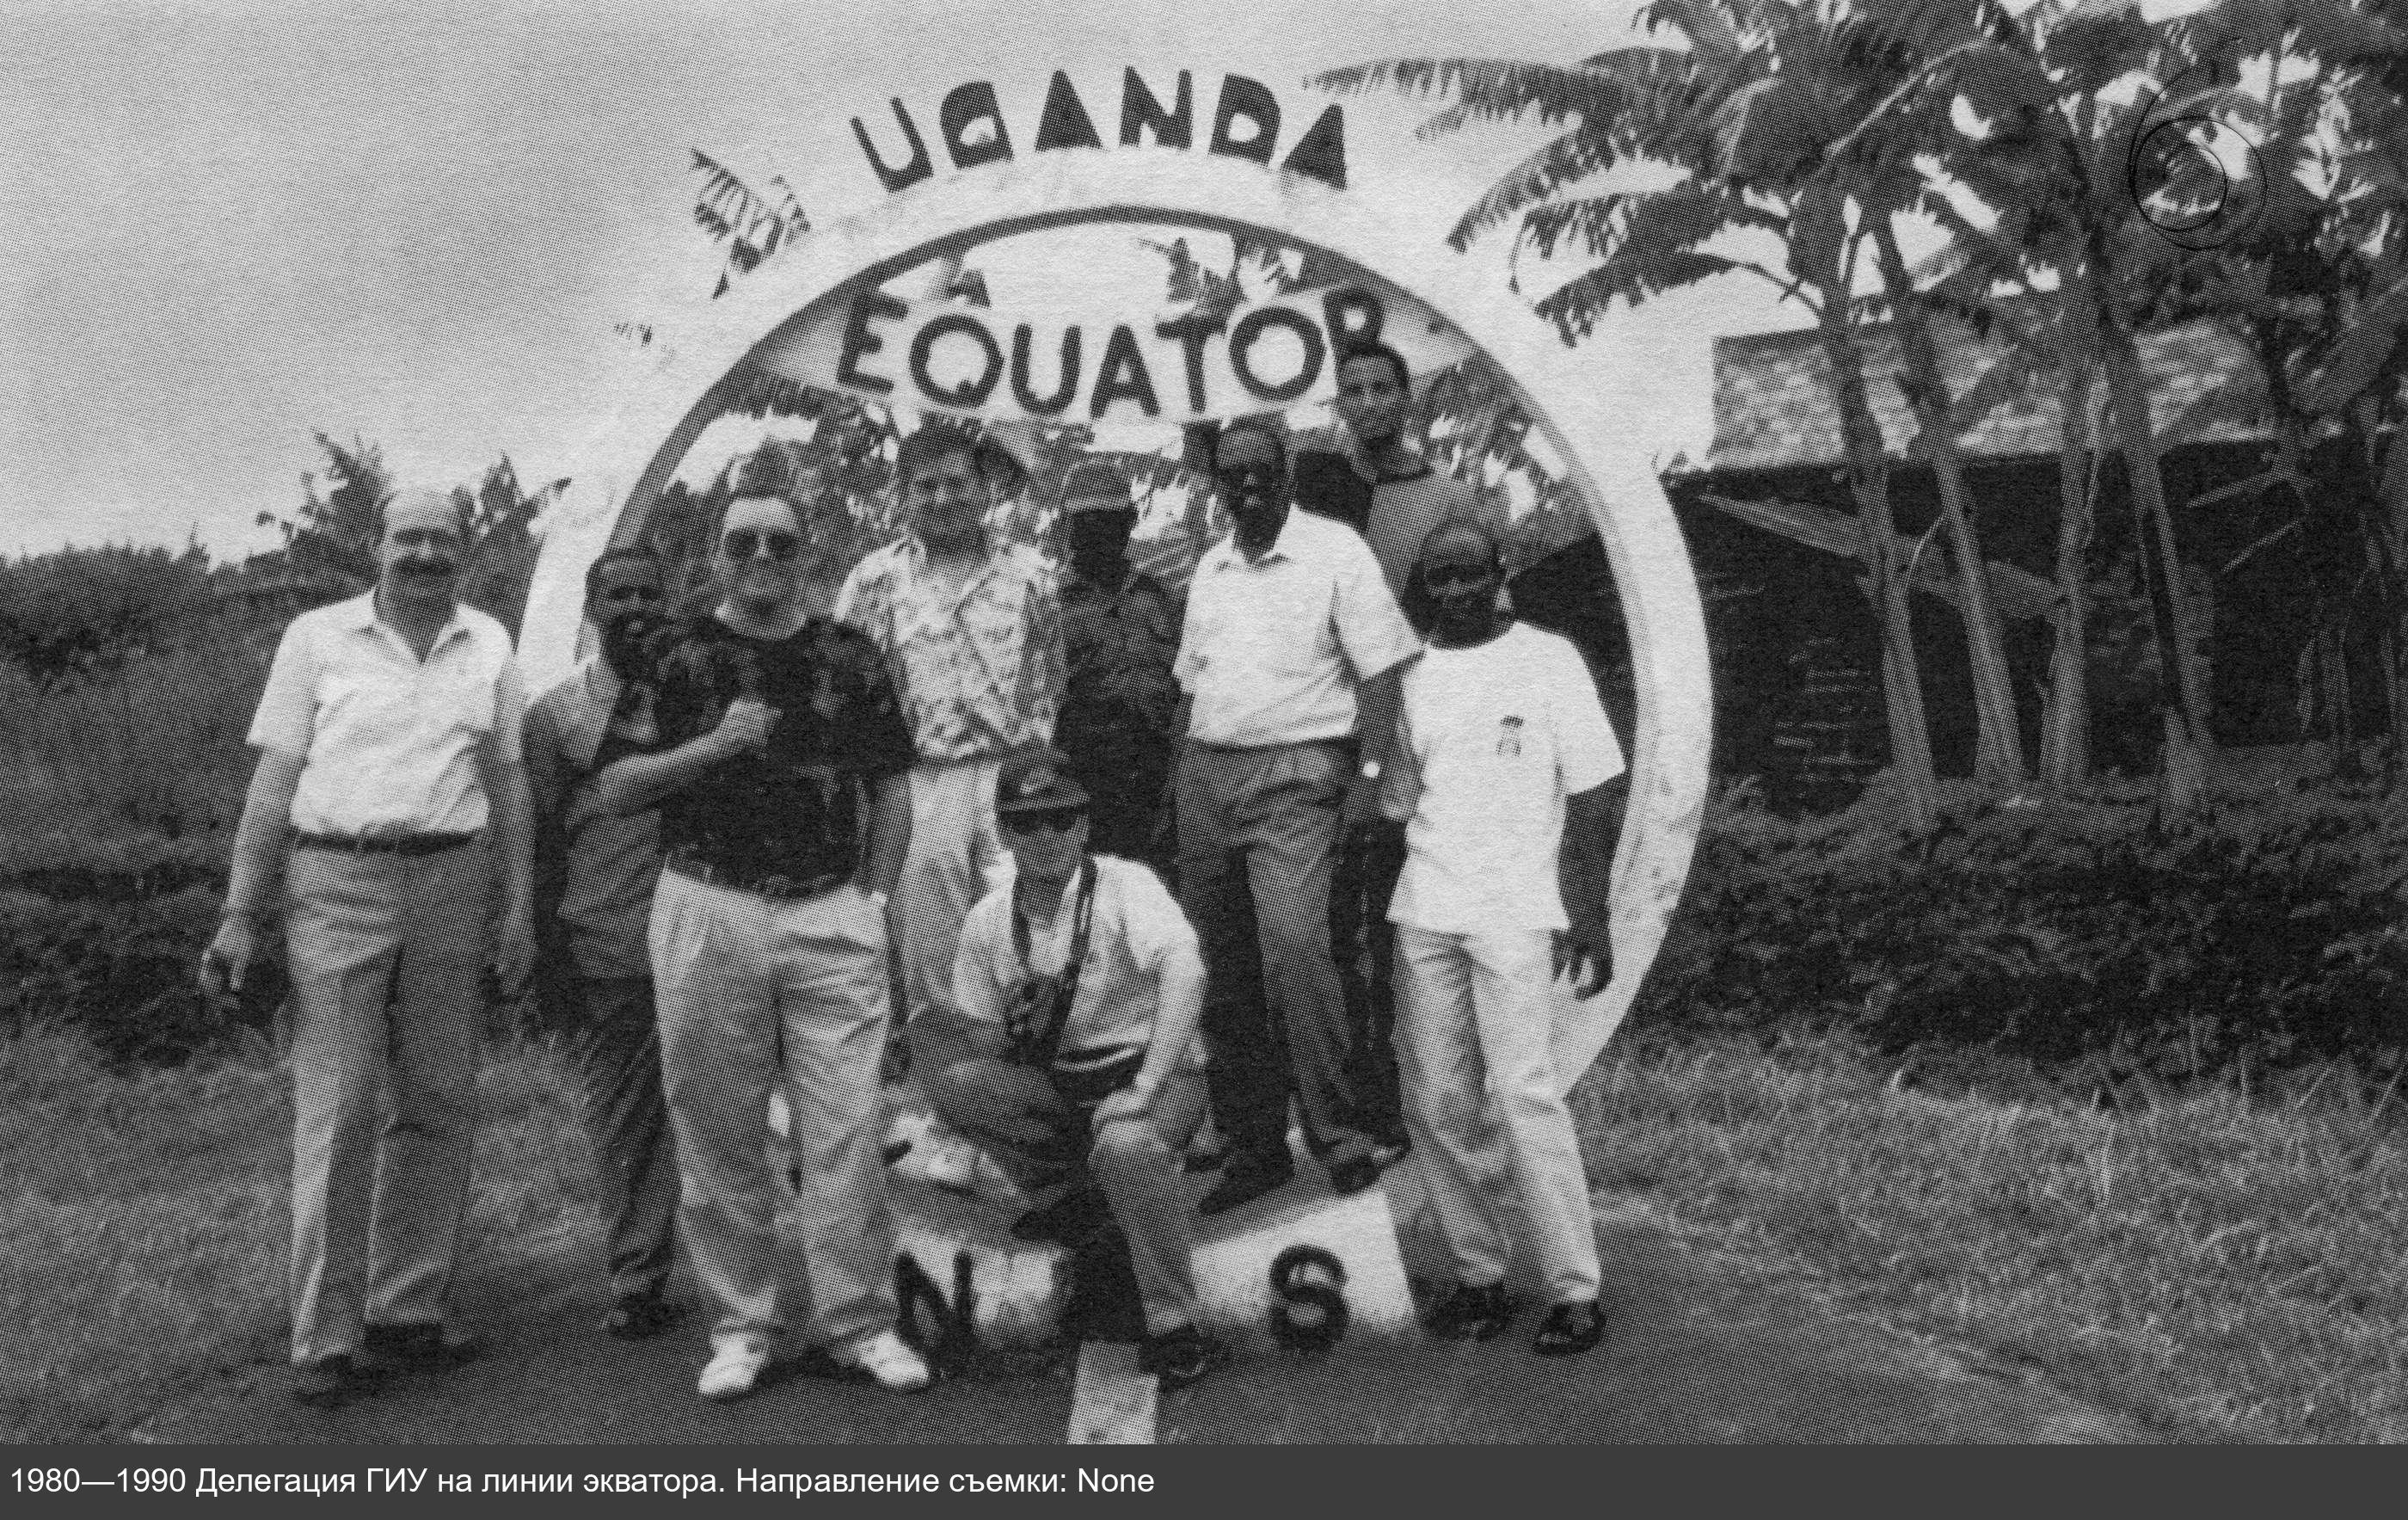 UGANDA
EQUATOR
N S
1980—1990 Делегация ГИУ на линии экватора. Направление съемки: None